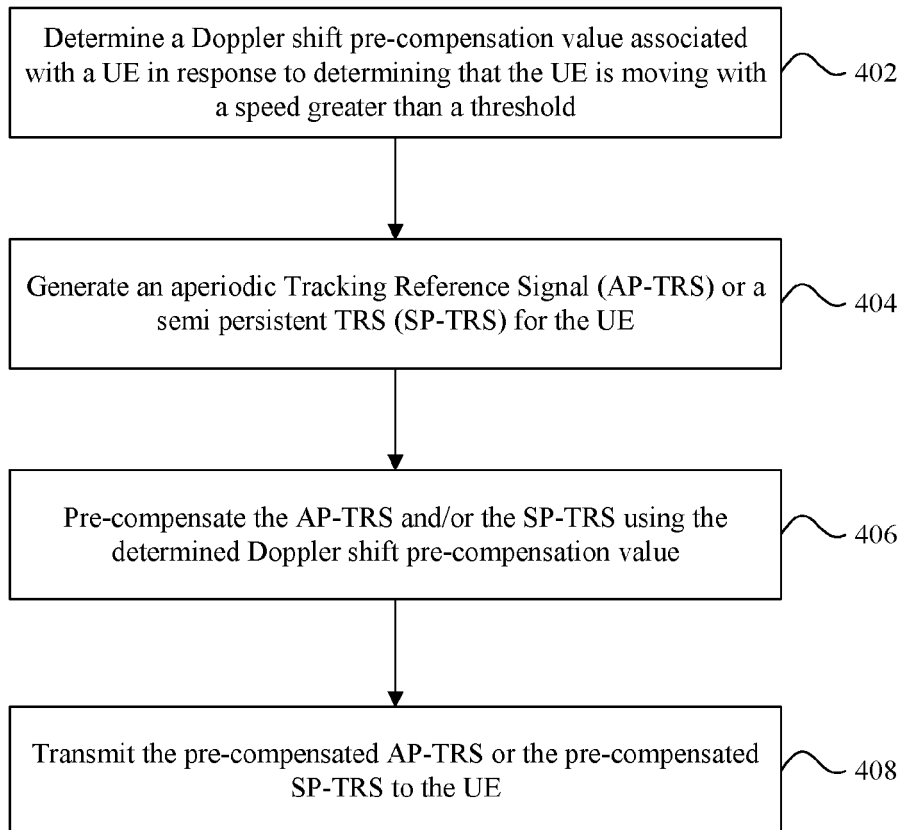 Determine a Doppler shift pre-compensation value associated
with a UE in response to determining that the UE is moving with
a speed greater than a threshold
402
Generate an aperiodic Tracking Reference Signal (AP-TRS) or a
semi persistent TRS (SP-TRS) for the UE
404
Pre-compensate the AP-TRS and/or the SP-TRS using the
determined Doppler shift pre-compensation value
406
Transmit the pre-compensated AP-TRS or the pre-compensated
SP-TRS to the UE
408